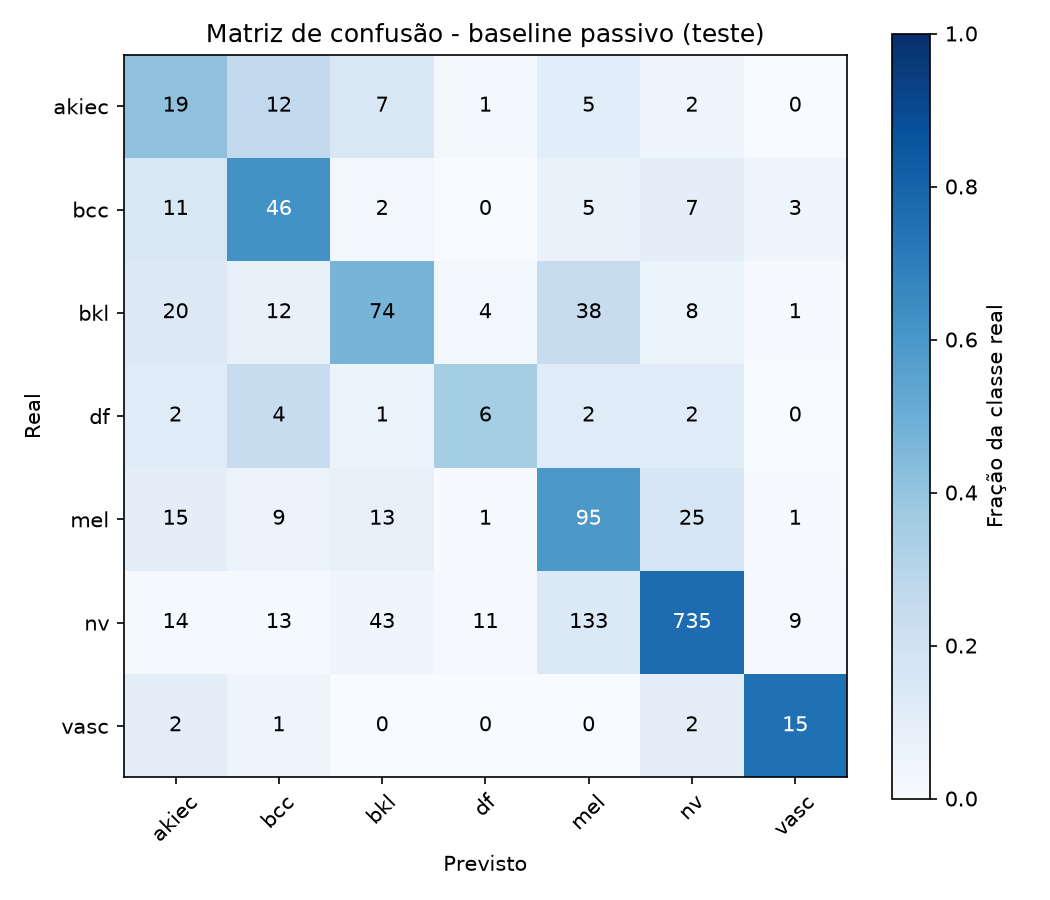 Matriz de confusão - baseline passivo (teste)
akiec 19 12 7 1 5 2 0
bcc 11 46 2 0 5 7 3
bkl 20 12 74 4 38 8 1
df 2 4 1 6 2 2 0
mel 15 9 13 1 95 25 1
nv 14 13 43 11 133 735 9
vasc 2 1 0 0 0 2 15
akiec bcc bkl df mel nv vasc
Previsto
Real
1.0
0.8
0.6
0.4
0.2
0.0
Fração da classe real